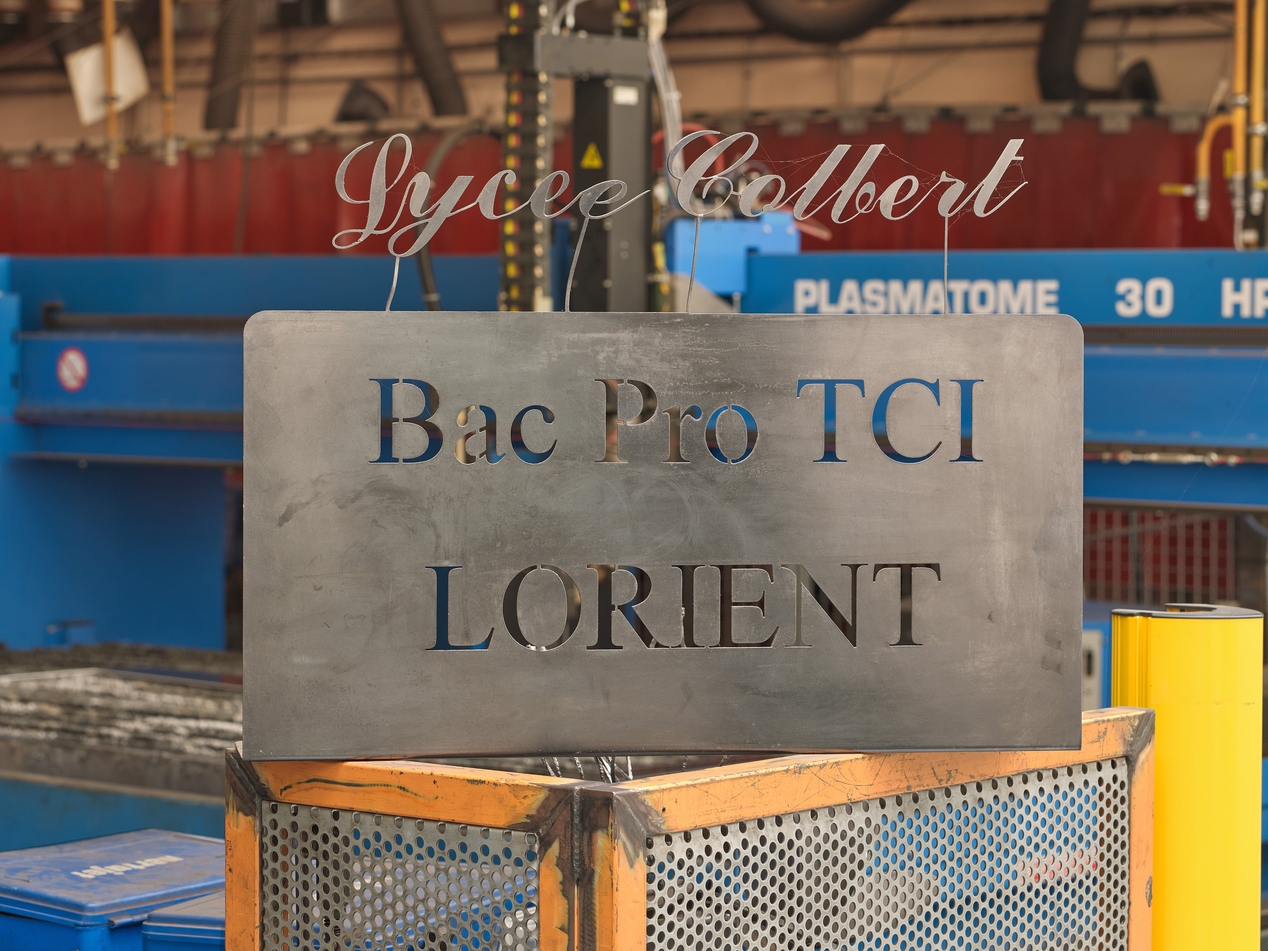 Lycee Colbert
PLASMATOME 30 HP
Bac Pro TCI
LORIENT